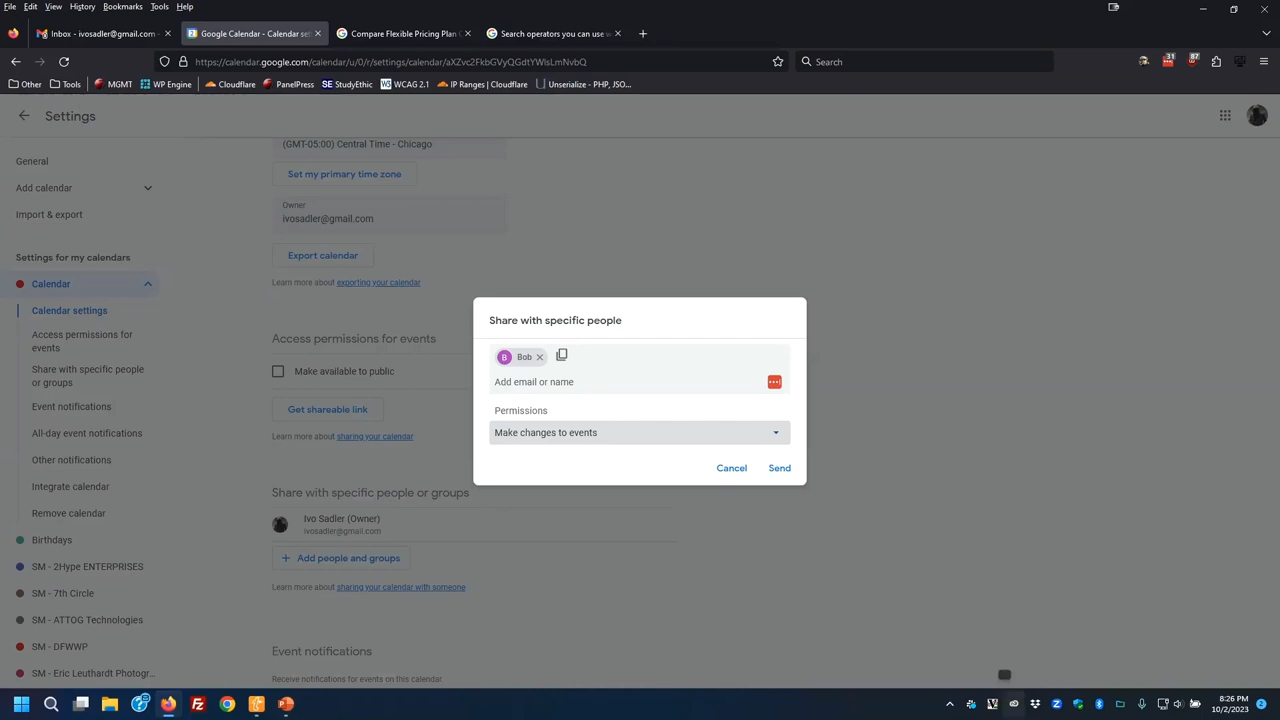 File Edit View History Bookmarks Tools Help
Inbox - ivosadler@gmail.com -
Google Calendar - Calendar set
Compare Flexible Pricing Plan O
Search operators you can use w
https://calendar.google.com/calendar/u/0/r/settings/calendar/aXZvc2FkbGVyQGdtYWlsLmNvbQ
Search
31
87
Other
Tools
MGMT
WP Engine
Cloudflare
PanelPress
SE StudyEthic
W3C WCAG 2.1
IP Ranges | Cloudflare
Unserialize - PHP, JSO...
Settings
General
Add calendar
Import & export
Settings for my calendars
Calendar
Calendar settings
Access permissions for
events
Share with specific people
or groups
Event notifications
All-day event notifications
Other notifications
Integrate calendar
Remove calendar
Birthdays
SM - 2Hype ENTERPRISES
SM - 7th Circle
SM - ATTOG Technologies
SM - DFWWP
SM - Eric Leuthardt Photogr...
(GMT-05:00) Central Time - Chicago
Set my primary time zone
Owner
ivosadler@gmail.com
Export calendar
Learn more about exporting your calendar
Access permissions for events
Make available to public
Get shareable link
Learn more about sharing your calendar
Share with specific people or groups
Ivo Sadler (Owner)
ivosadler@gmail.com
+ Add people and groups
Learn more about sharing your calendar with someone
Event notifications
Receive notifications for events on this calendar.
Share with specific people
B Bob
Add email or name
Permissions
Make changes to events
Cancel
Send
8:26 PM
10/2/2023